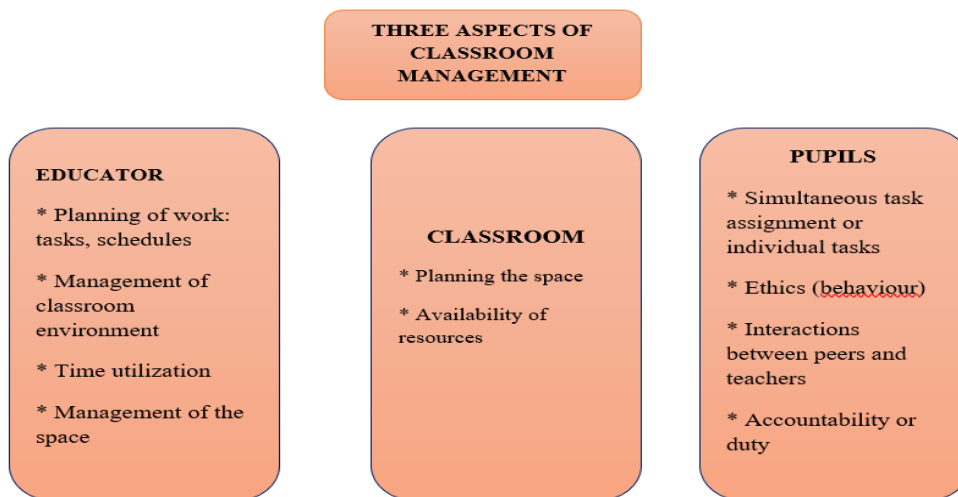 THREE ASPECTS OF
CLASSROOM
MANAGEMENT
EDUCATOR
* Planning of work:
tasks, schedules
* Management of
classroom
environment
* Time utilization
* Management of the
space
CLASSROOM
* Planning the space
* Availability of
resources
PUPILS
* Simultaneous task
assignment or
individual tasks
* Ethics (behaviour)
* Interactions
between peers and
teachers
* Accountability or
duty